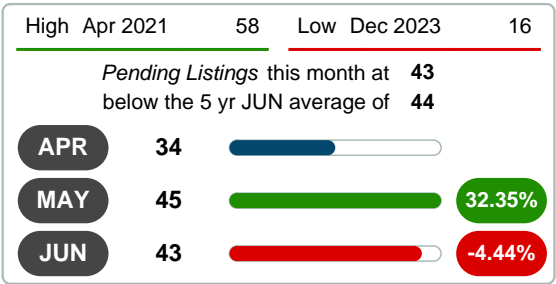 High Apr 2021 58 Low Dec 2023 16
Pending Listings this month at 43
below the 5 yr JUN average of 44
APR 34
MAY 45 32.35%
JUN 43 -4.44%